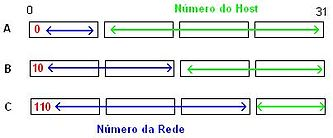 0 Número do Host 31
A 0
B 10
C 110
Número da Rede